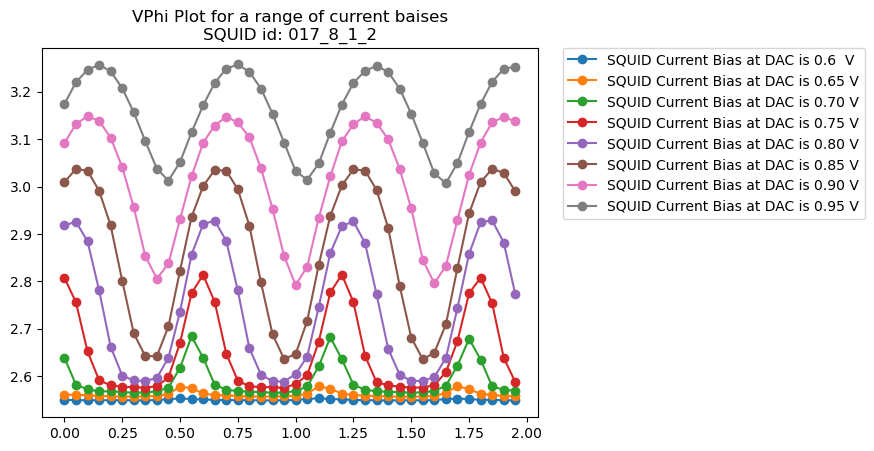 VPhi Plot for a range of current baises
SQUID id: 017_8_1_2
SQUID Current Bias at DAC is 0.6  V
SQUID Current Bias at DAC is 0.65 V
SQUID Current Bias at DAC is 0.70 V
SQUID Current Bias at DAC is 0.75 V
SQUID Current Bias at DAC is 0.80 V
SQUID Current Bias at DAC is 0.85 V
SQUID Current Bias at DAC is 0.90 V
SQUID Current Bias at DAC is 0.95 V
3.2
3.1
3.0
2.9
2.8
2.7
2.6
0.00 0.25 0.50 0.75 1.00 1.25 1.50 1.75 2.00